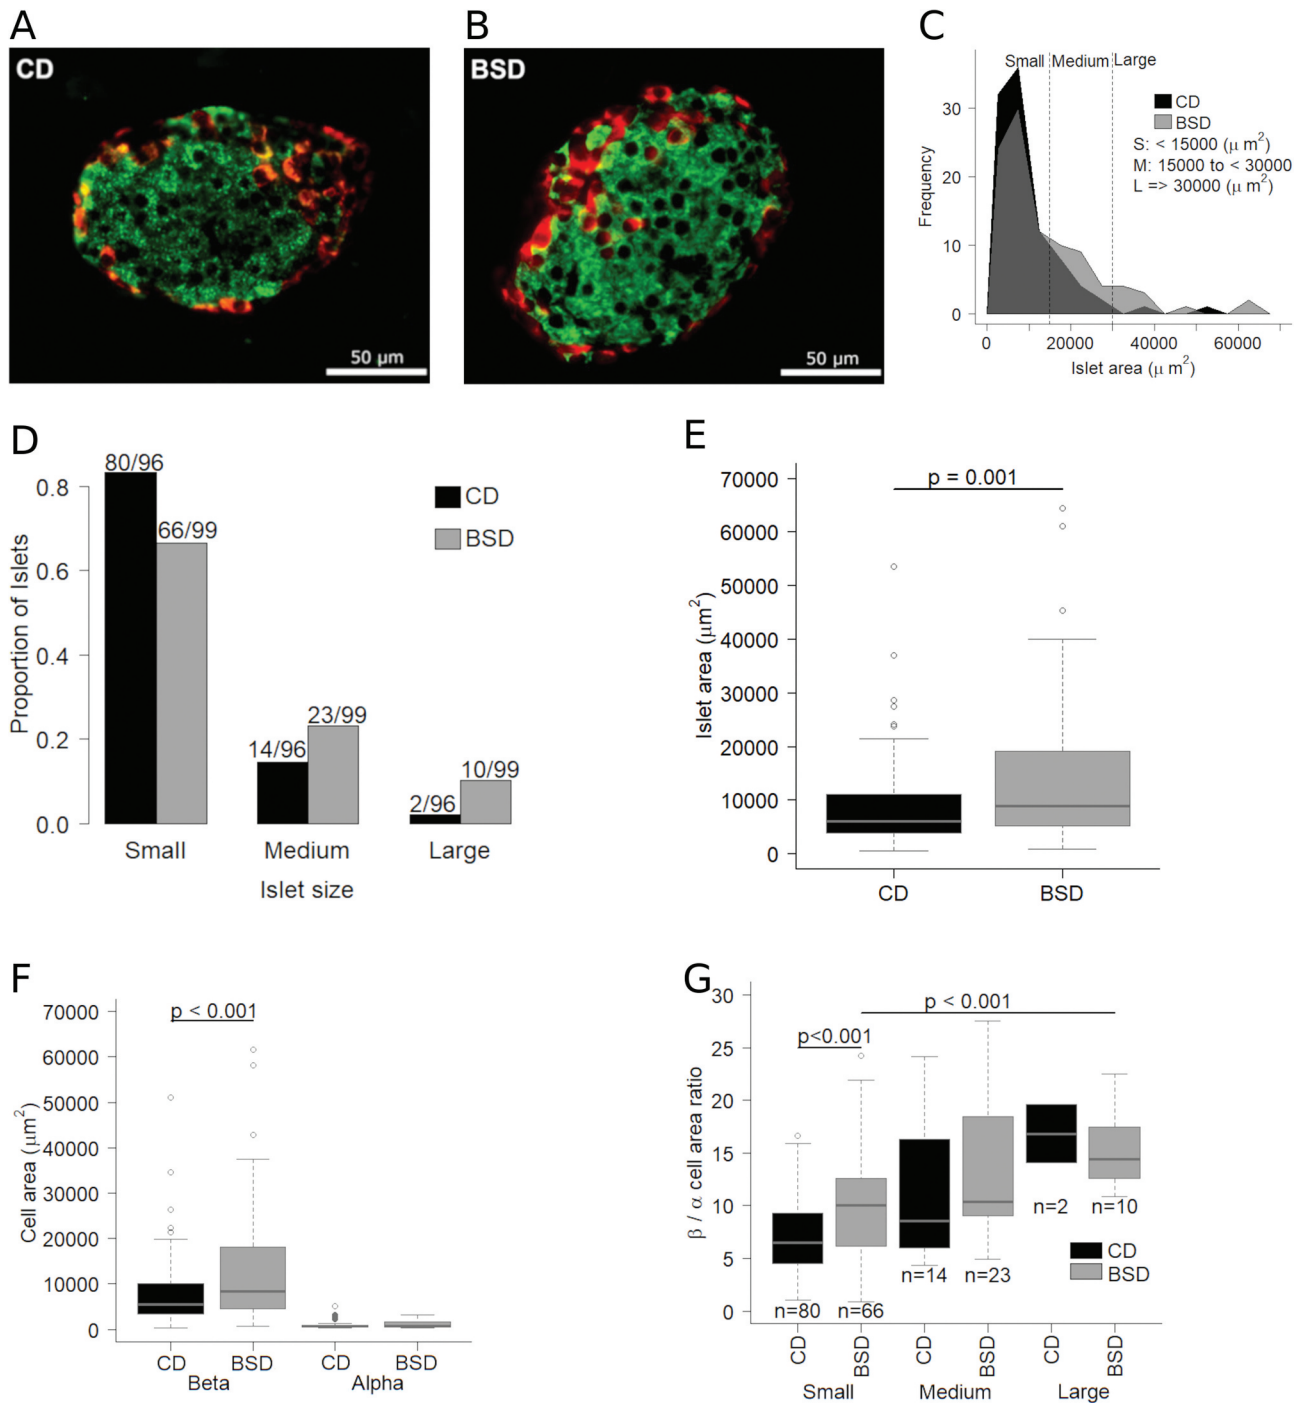 A
CD
50 µm
B
BSD
50 µm
C
Small Medium Large
CD
BSD
S: < 15000 (µ m²)
M: 15000 to < 30000
L => 30000 (µ m²)
Frequency
30
20
10
0
0 20000 40000 60000
Islet area (µ m²)
D
80/96
66/99
14/96
23/99
2/96
10/99
CD
BSD
Proportion of Islets
0.8
0.6
0.4
0.2
0.0
Small Medium Large
Islet size
E
p = 0.001
Islet area (µm²)
70000
60000
50000
40000
30000
20000
10000
0
CD BSD
F
p < 0.001
Cell area (µm²)
70000
60000
50000
40000
30000
20000
10000
0
CD BSD CD BSD
Beta Alpha
G
p < 0.001
p<0.001
β / α cell area ratio
30
25
20
15
10
5
0
n=80 n=66
n=14 n=23
n=2 n=10
CD
BSD
CD BSD CD BSD CD BSD
Small Medium Large